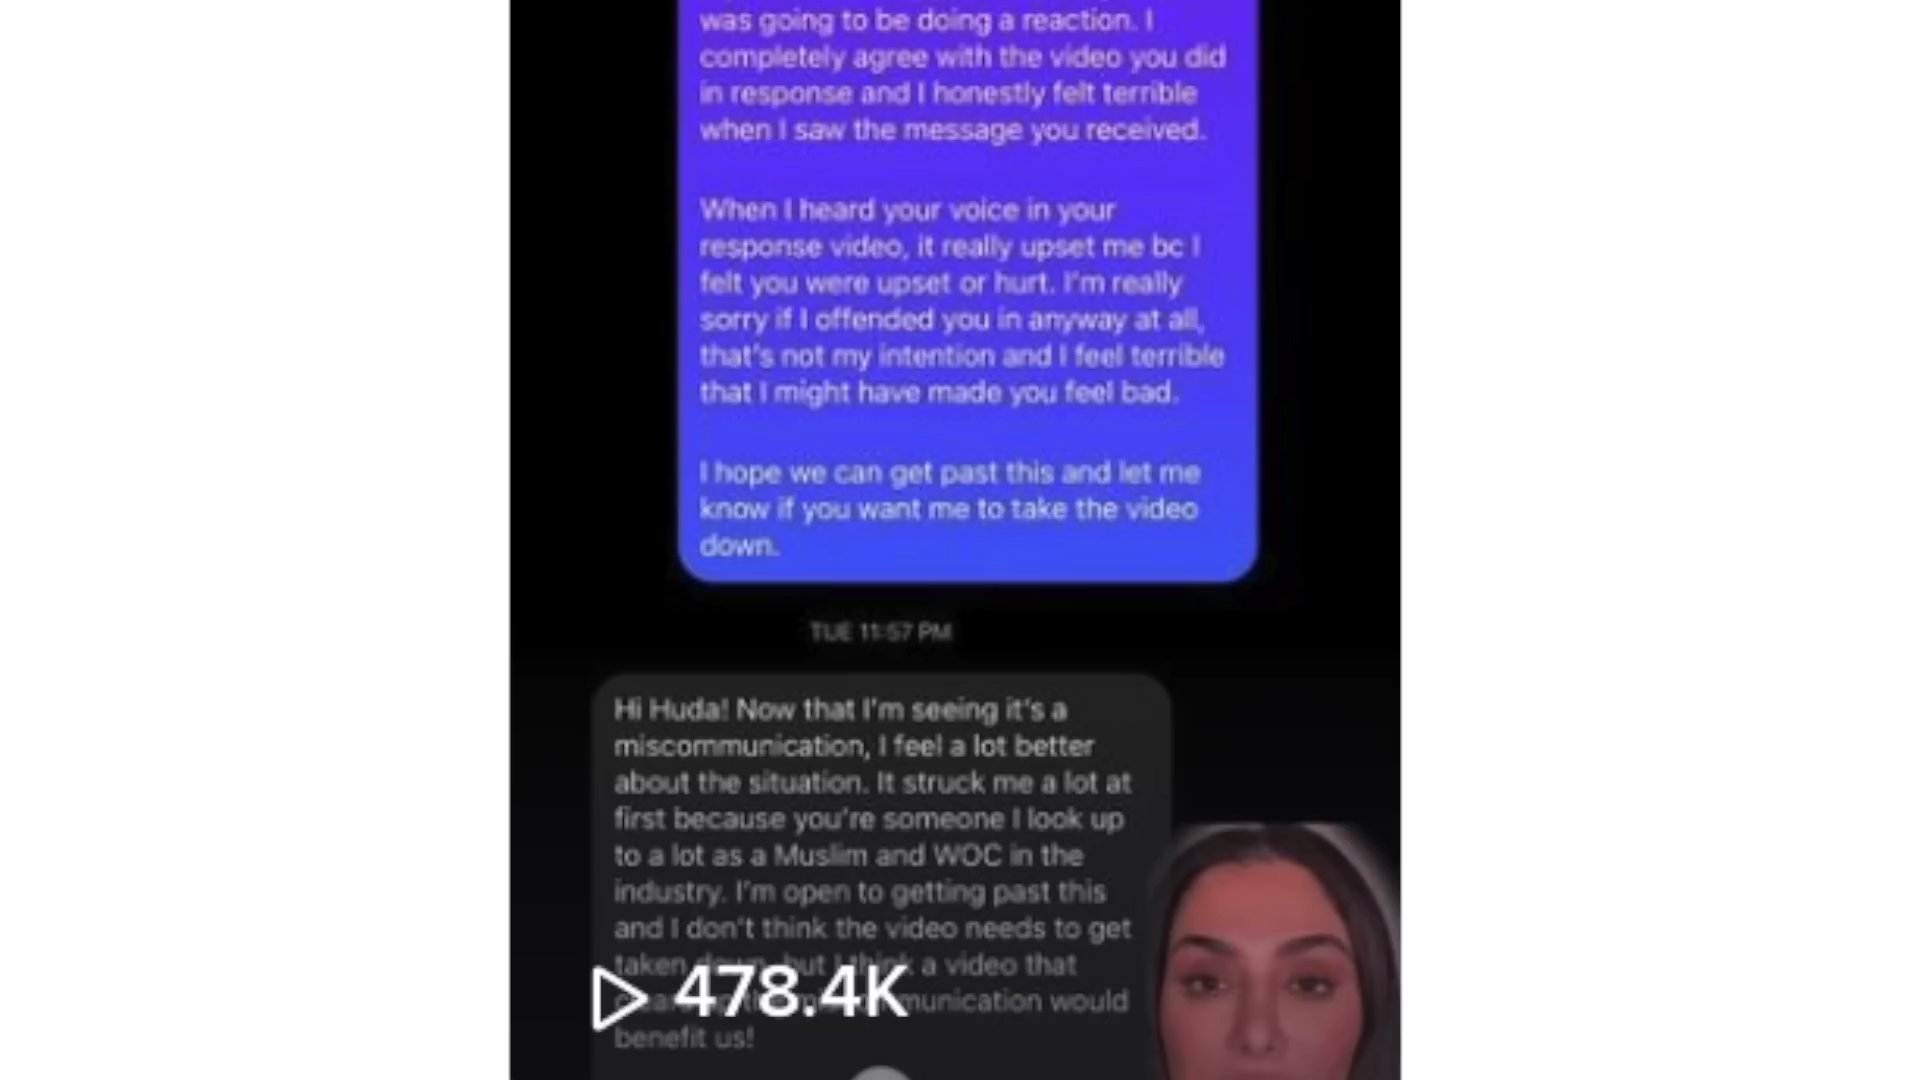 was going to be doing a reaction. I
completely agree with the video you did
in response and I honestly felt terrible
when I saw the message you received.
When I heard your voice in your
response video, it really upset me bc I
felt you were upset or hurt. I'm really
sorry if I offended you in anyway at all,
that's not my intention and I feel terrible
that I might have made you feel bad.
I hope we can get past this and let me
know if you want me to take the video
down.
TUE 11:57 PM
Hi Huda! Now that I'm seeing it's a
miscommunication, I feel a lot better
about the situation. It struck me a lot at
first because you're someone I look up
to a lot as a Muslim and WOC in the
industry. I'm open to getting past this
and I don't think the video needs to get
taken down, but I think a video that
munication would
benefit us!
478.4K